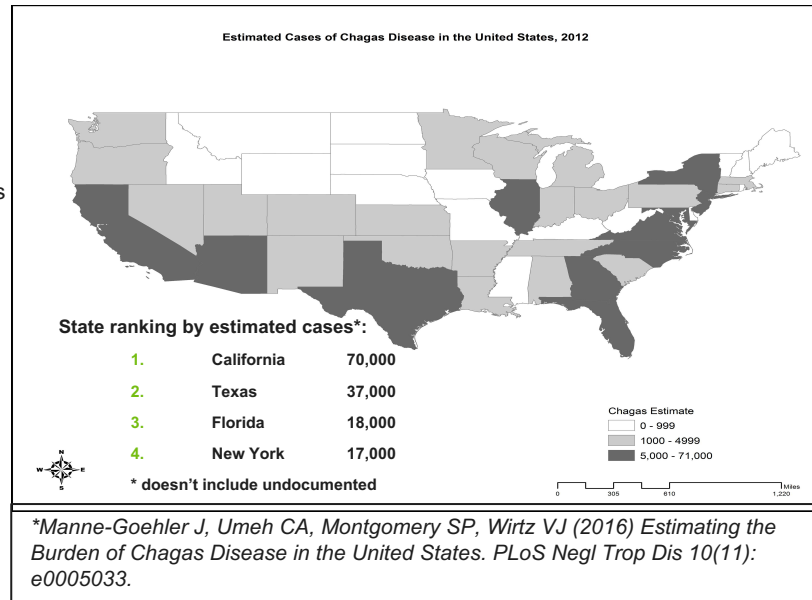 Estimated Cases of Chagas Disease in the United States, 2012
s
State ranking by estimated cases*:
1. California 70,000
2. Texas 37,000
3. Florida 18,000
4. New York 17,000
* doesn't include undocumented
N
W E
S
Chagas Estimate
0 - 999
1000 - 4999
5,000 - 71,000
Miles
0 305 610 1,220
*Manne-Goehler J, Umeh CA, Montgomery SP, Wirtz VJ (2016) Estimating the
Burden of Chagas Disease in the United States. PLoS Negl Trop Dis 10(11):
e0005033.